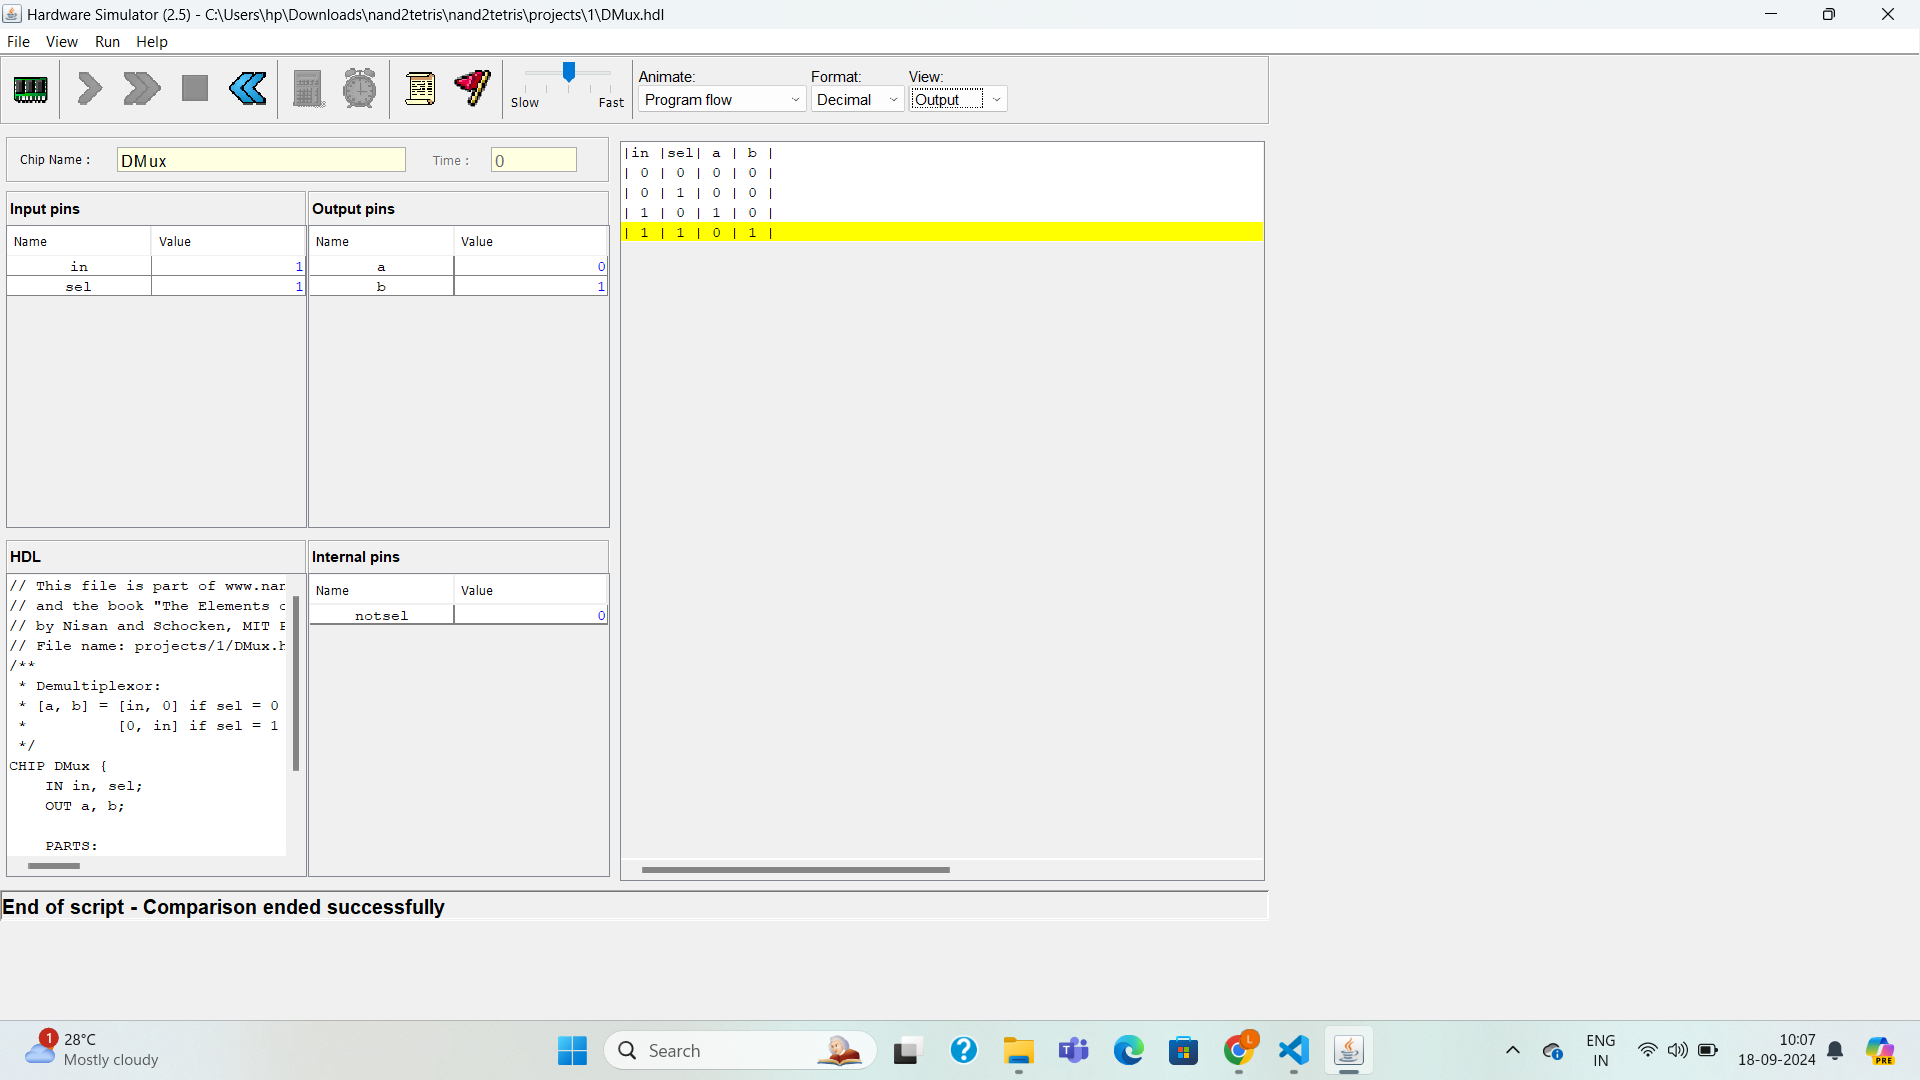 Hardware Simulator (2.5) - C:\Users\hp\Downloads\nand2tetris\nand2tetris\projects\1\DMux.hdl
File View Run Help
Slow Fast
Animate: Format: View:
Program flow Decimal Output
Chip Name : DMux Time : 0
Input pins
Name Value
in 1
sel 1
Output pins
Name Value
a 0
b 1
|in |sel| a | b |
| 0 | 0 | 0 | 0 |
| 0 | 1 | 0 | 0 |
| 1 | 0 | 1 | 0 |
| 1 | 1 | 0 | 1 |
HDL
// This file is part of www.nan
// and the book "The Elements o
// by Nisan and Schocken, MIT P
// File name: projects/1/DMux.h
/**
* Demultiplexor:
* [a, b] = [in, 0] if sel = 0
* [0, in] if sel = 1
*/
CHIP DMux {
IN in, sel;
OUT a, b;
PARTS:
Internal pins
Name Value
notsel 0
End of script - Comparison ended successfully
1
28°C
Mostly cloudy
Search
L
ENG
IN
10:07
18-09-2024
PRE